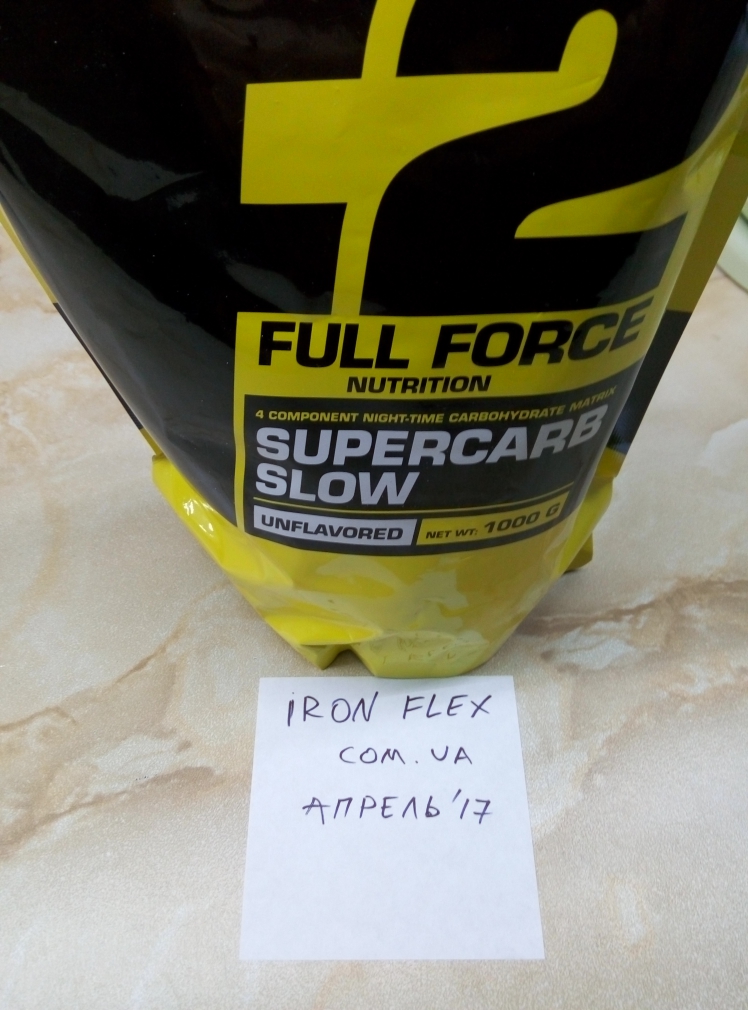 +2
FULL FORCE
NUTRITION
4 COMPONENT NIGHT-TIME CARBOHYDRATE MATRIX
SUPERCARB
SLOW
UNFLAVORED NET WT: 1000 G
IRON FLEX
COM.UA
АПРЕЛЬ'17